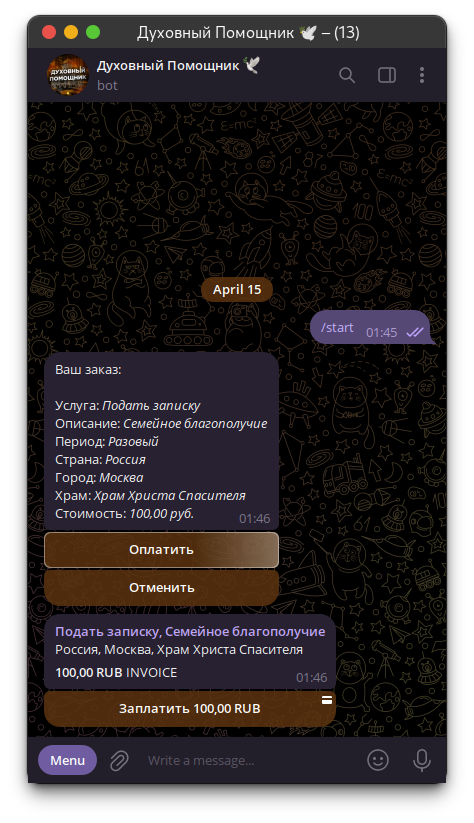 Духовный Помощник 🕊 – (13)
ДУХОВНЫЙ
ПОМОЩНИК
Духовный Помощник 🕊
bot
April 15
/start 01:45
Ваш заказ:
Услуга: Подать записку
Описание: Семейное благополучие
Период: Разовый
Страна: Россия
Город: Москва
Храм: Храм Христа Спасителя
Стоимость: 100,00 руб.
01:46
Оплатить
Отменить
Подать записку, Семейное благополучие
Россия, Москва, Храм Христа Спасителя
100,00 RUB INVOICE
01:46
Заплатить 100,00 RUB
Menu Write a message...